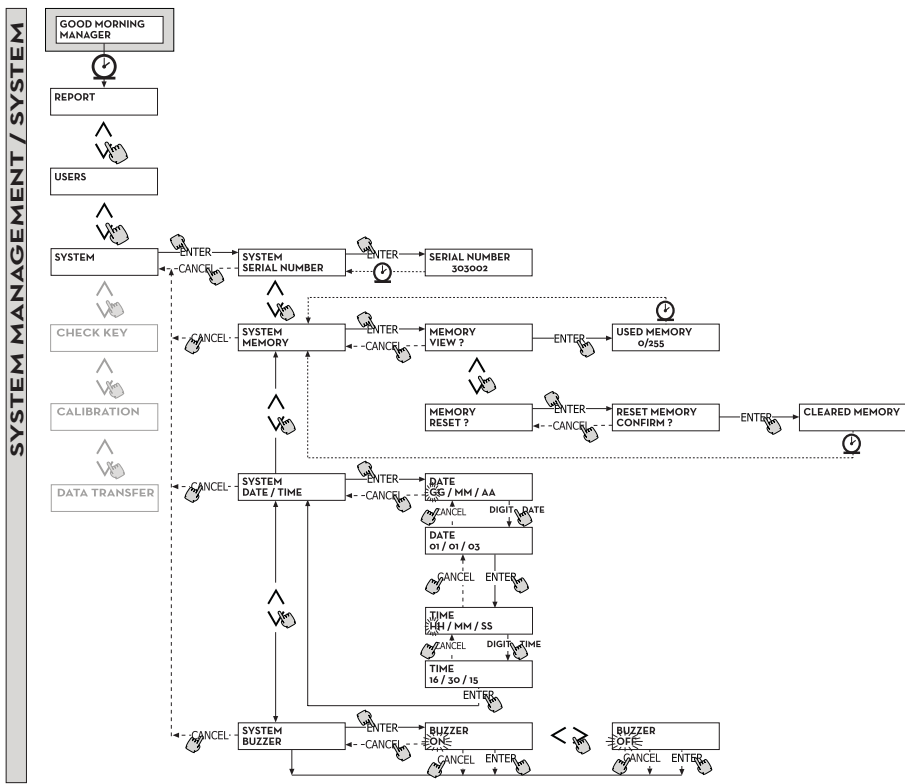 SYSTEM MANAGEMENT / SYSTEM
GOOD MORNING
MANAGER
REPORT
USERS
SYSTEM
ENTER
CANCEL
SYSTEM
SERIAL NUMBER
ENTER
SERIAL NUMBER
303002
CHECK KEY
CANCEL
SYSTEM
MEMORY
ENTER
CANCEL
MEMORY
VIEW ?
ENTER
USED MEMORY
0/255
CALIBRATION
MEMORY
RESET ?
ENTER
CANCEL
RESET MEMORY
CONFIRM ?
ENTER
CLEARED MEMORY
DATA TRANSFER
CANCEL
SYSTEM
DATE / TIME
ENTER
CANCEL
DATE
GG / MM / AA
CANCEL
DIGIT DATE
DATE
01 / 01 / 03
CANCEL
ENTER
TIME
HH / MM / SS
CANCEL
DIGIT TIME
TIME
16 / 30 / 15
ENTER
CANCEL
SYSTEM
BUZZER
ENTER
CANCEL
BUZZER
ON
BUZZER
OFF
CANCEL
ENTER
CANCEL
ENTER